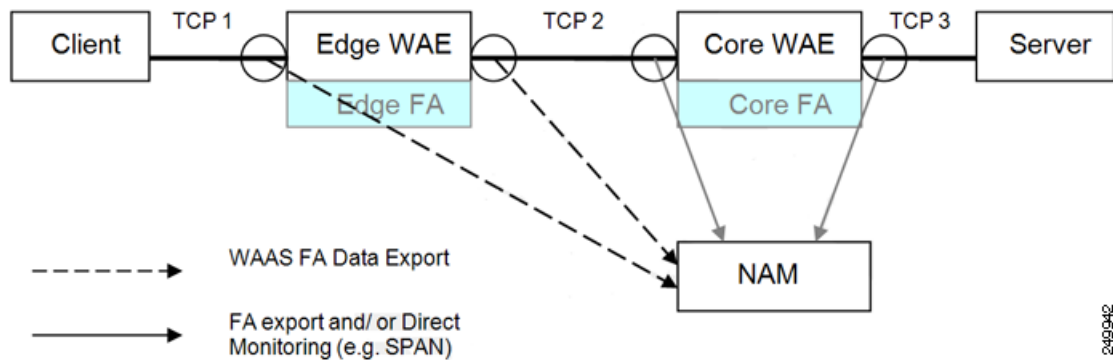 TCP 1
TCP 2
TCP 3
Client
Edge WAE
Core WAE
Server
Edge FA
Core FA
WAAS FA Data Export
NAM
FA export and/ or Direct
Monitoring (e.g. SPAN)
249942